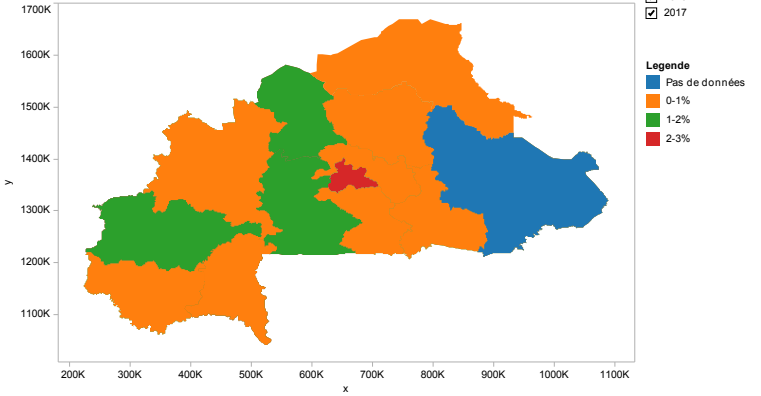 2017
Legende
Pas de données
0-1%
1-2%
2-3%
1700K
1600K
1500K
1400K
1300K
1200K
1100K
y
200K 300K 400K 500K 600K 700K 800K 900K 1000K 1100K
x